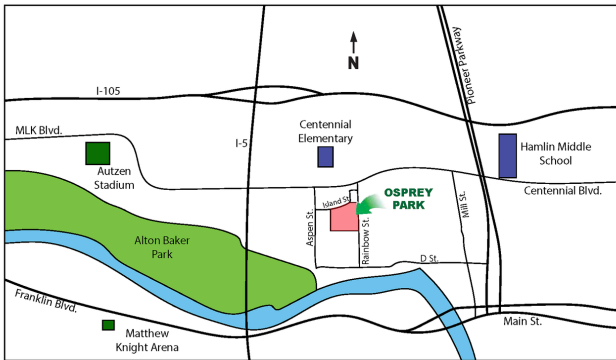 N
I-105
Pioneer Parkway
MLK Blvd.
I-5
Centennial
Elementary
Hamlin Middle
School
Autzen
Stadium
Centennial Blvd.
Island St.
OSPREY
PARK
Aspen St.
Rainbow St.
Mill St.
Alton Baker
Park
D St.
Franklin Blvd.
Main St.
Matthew
Knight Arena